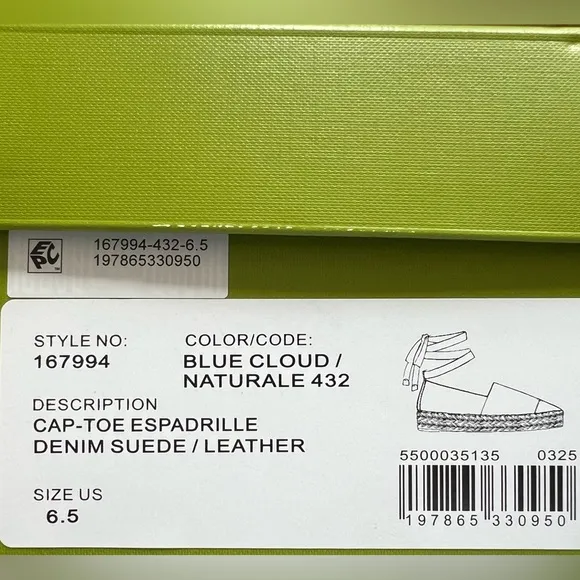 EPC
167994-432-6.5
197865330950
STYLE NO:
167994
COLOR/CODE:
BLUE CLOUD /
NATURALE 432
DESCRIPTION
CAP-TOE ESPADRILLE
DENIM SUEDE / LEATHER
SIZE US
6.5
5500035135 0325
197865 330950